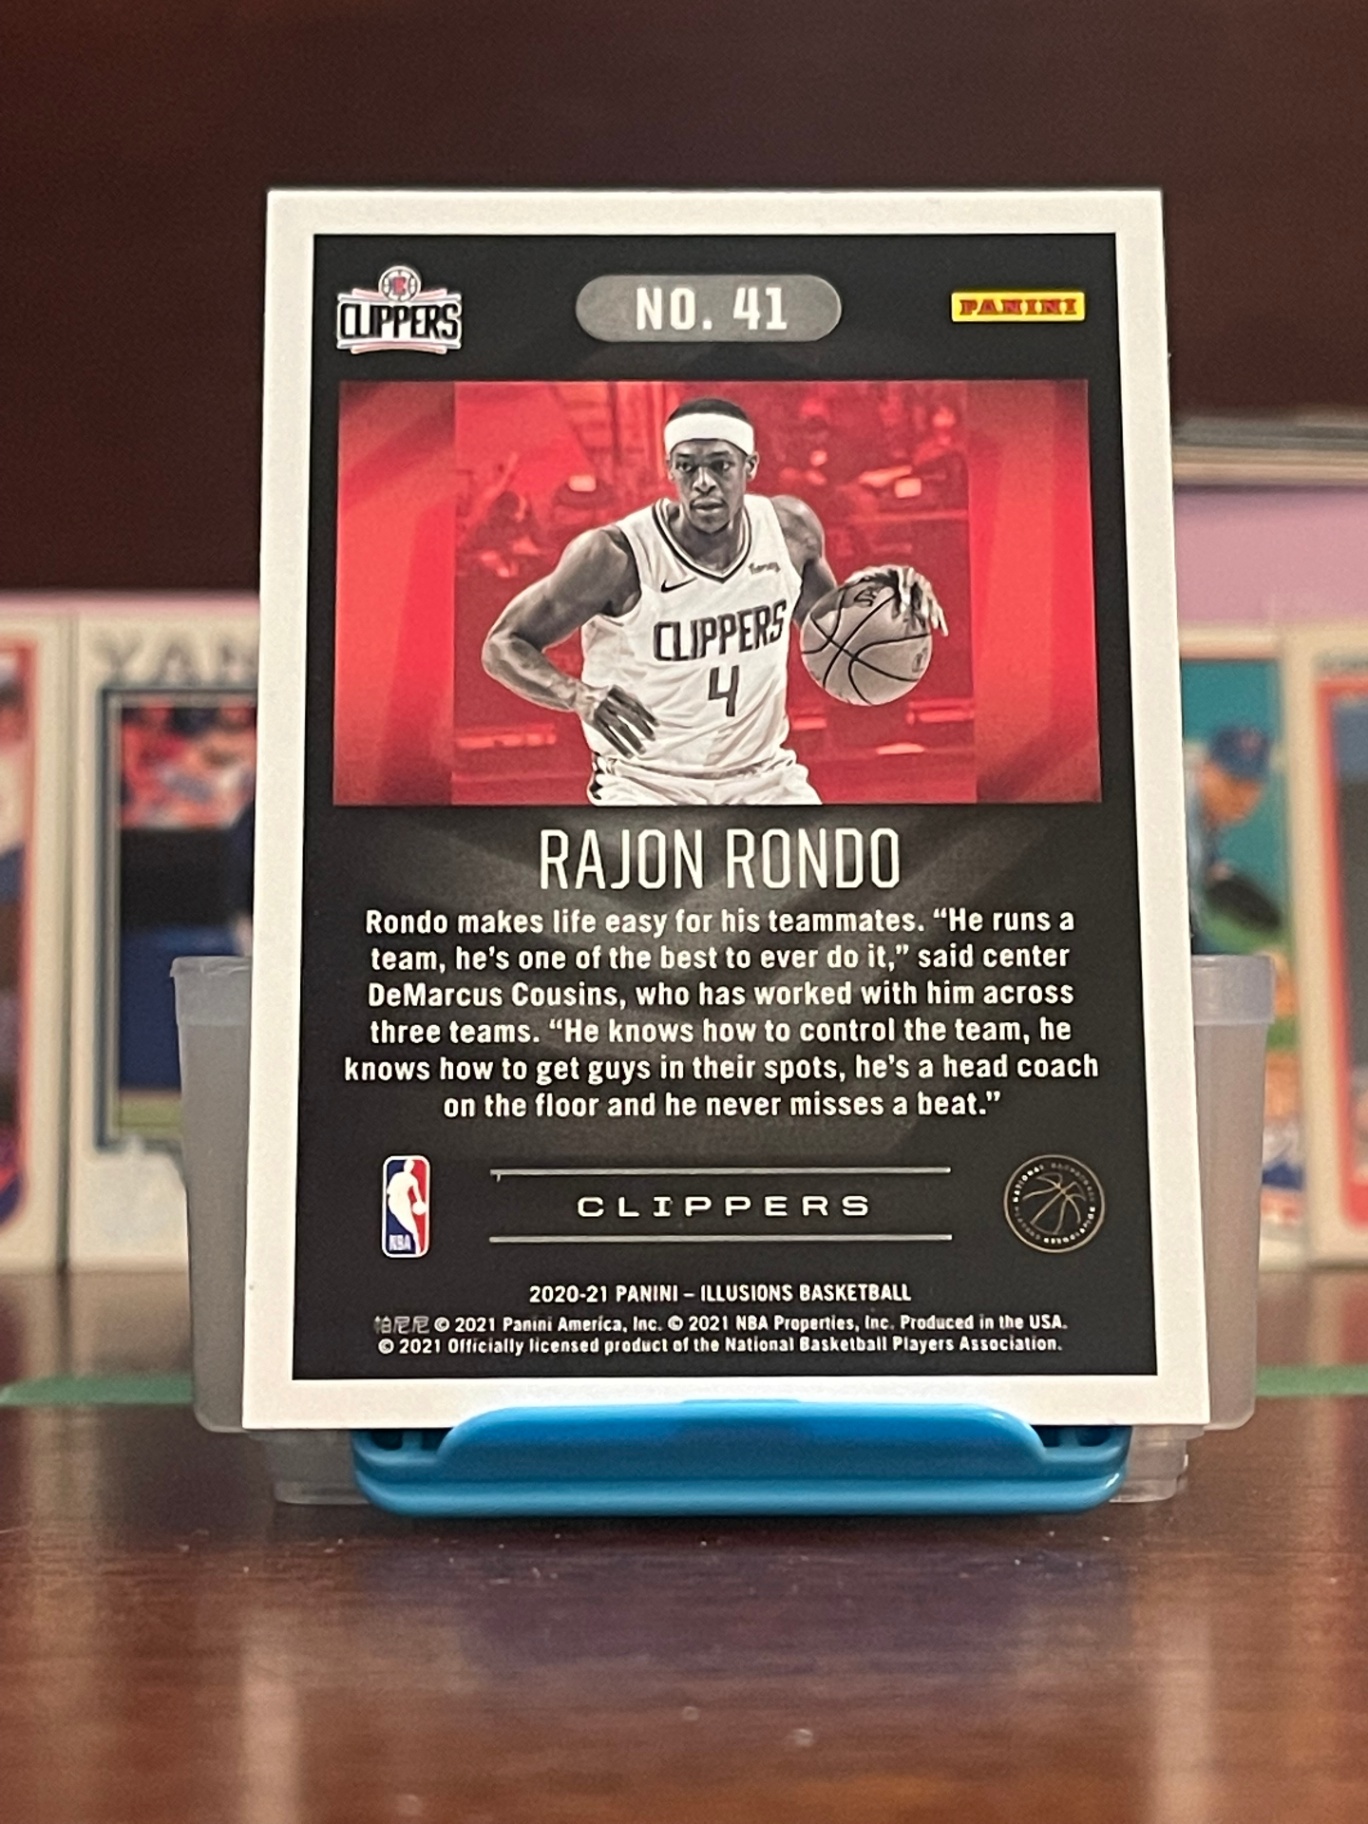 CLIPPERS
NO. 41
PANINI
CLIPPERS
4
RAJON RONDO
Rondo makes life easy for his teammates. “He runs a
team, he's one of the best to ever do it,” said center
DeMarcus Cousins, who has worked with him across
three teams. “He knows how to control the team, he
knows how to get guys in their spots, he's a head coach
on the floor and he never misses a beat.”
NBA
CLIPPERS
2020-21 PANINI – ILLUSIONS BASKETBALL
帕尼尼 © 2021 Panini America, Inc. © 2021 NBA Properties, Inc. Produced in the USA.
© 2021 Officially licensed product of the National Basketball Players Association.
YAN